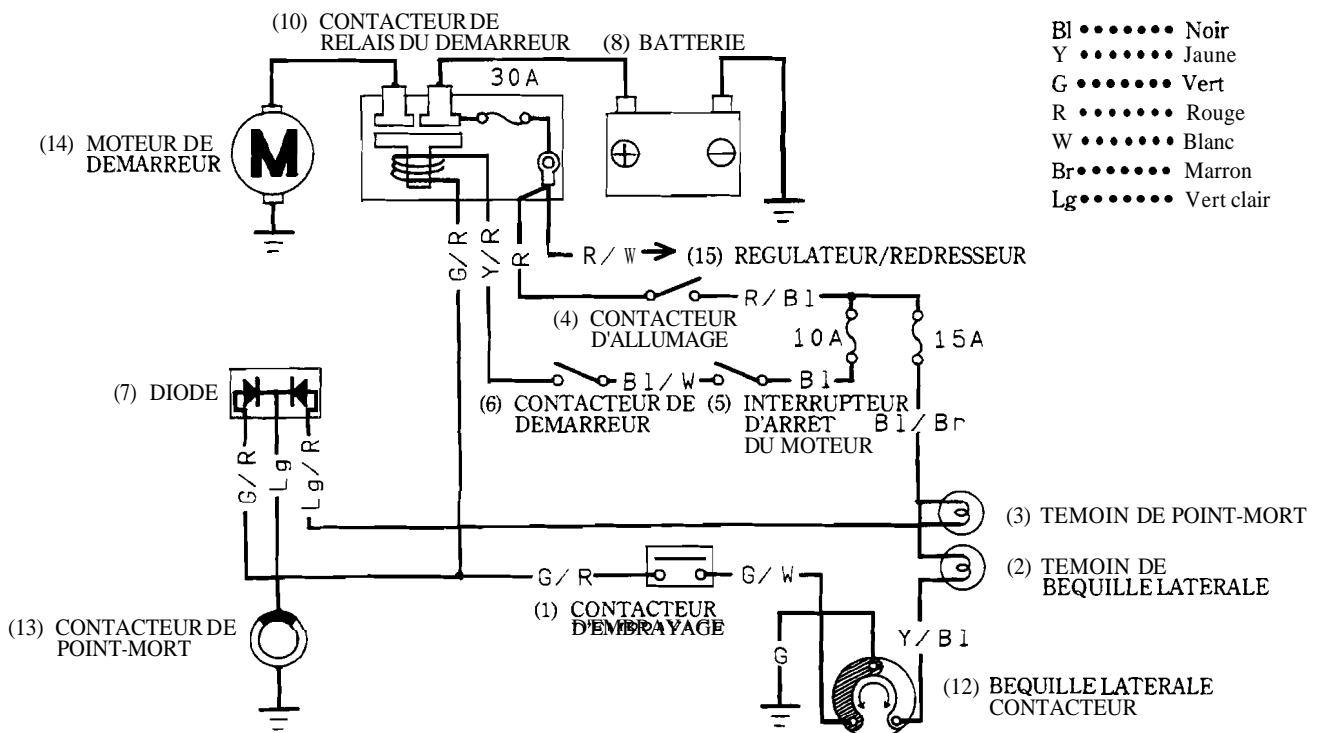 (10) CONTACTEUR DE
RELAIS DU DEMARREUR
(8) BATTERIE
30A
Bl ••••••• Noir
Y ••••••• Jaune
G ••••••• Vert
R ••••••• Rouge
W ••••••• Blanc
Br ••••••• Marron
Lg ••••••• Vert clair
(14) MOTEUR DE
DEMARREUR
M
G/R
Y/R
R
R/W
(15) REGULATEUR/REDRESSEUR
R/Bl
(4) CONTACTEUR
D'ALLUMAGE
10A
15A
(7) DIODE
Bl/W
Bl
(6) CONTACTEUR DE
DEMARREUR
(5) INTERRUPTEUR
D'ARRÊT
DU MOTEUR
Bl/Br
G/R
Lg
Lg/R
(3) TEMOIN DE POINT-MORT
G/R
G/W
(2) TEMOIN DE
BEQUILLE LATERALE
(1) CONTACTEUR
D'EMBRAYAGE
(13) CONTACTEUR DE
POINT-MORT
G
Y/Bl
(12) BEQUILLE LATERALE
CONTACTEUR